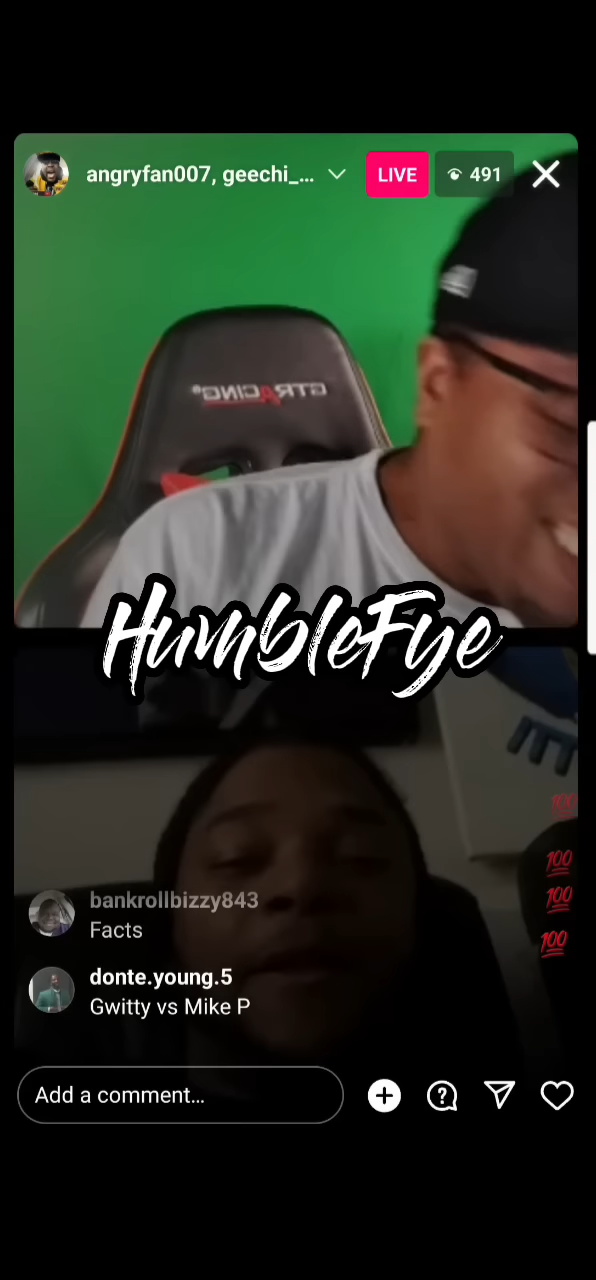 angryfan007, geechi_...
LIVE
491
GTRACING®
HumbleFye
100
100
100
100
bankrollbizzy843
Facts
donte.young.5
Gwitty vs Mike P
Add a comment...